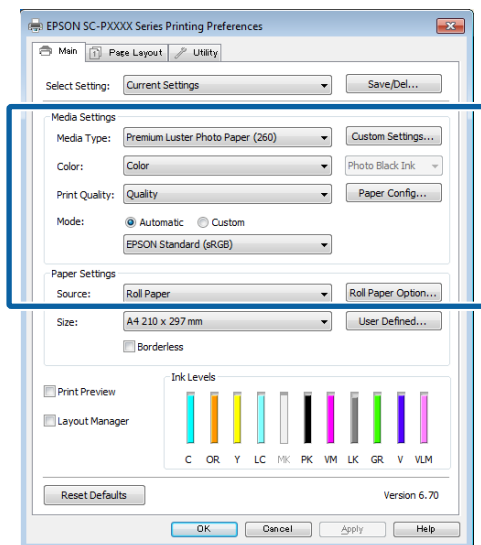 EPSON SC-PXXXX Series Printing Preferences
Main Page Layout Utility
Select Setting: Current Settings Save/Del...
Media Settings
Media Type: Premium Luster Photo Paper (260) Custom Settings...
Color: Color Photo Black Ink
Print Quality: Quality Paper Config...
Mode: Automatic Custom
EPSON Standard (sRGB)
Paper Settings
Source: Roll Paper Roll Paper Option...
Size: A4 210 x 297 mm User Defined...
Borderless
Ink Levels
Print Preview
Layout Manager
C OR Y LC MK PK VM LK GR V VLM
Reset Defaults Version 6.70
OK Cancel Apply Help